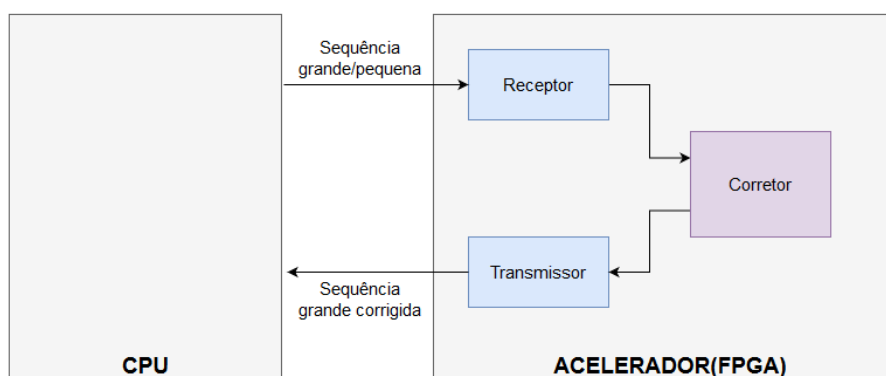 Sequência
grande/pequena
Receptor
Corretor
Transmissor
Sequência
grande corrigida
CPU
ACELERADOR(FPGA)